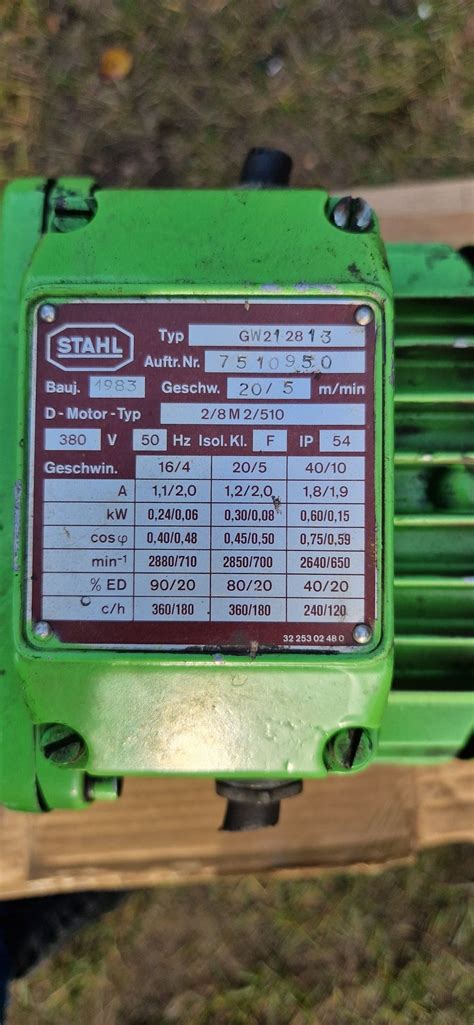 STAHL
Typ GW212813
Auftr.Nr. 7510950
Bauj. 1983 Geschw. 20/5 m/min
D-Motor-Typ 2/8M2/510
380 V 50 Hz Isol.Kl. F IP 54
Geschwin. 16/4 20/5 40/10
A 1,1/2,0 1,2/2,0 1,8/1,9
kW 0,24/0,06 0,30/0,08 0,60/0,15
cosφ 0,40/0,48 0,45/0,50 0,75/0,59
min⁻¹ 2880/710 2850/700 2640/650
% ED 90/20 80/20 40/20
c/h 360/180 360/180 240/120
32 253 02 48 0